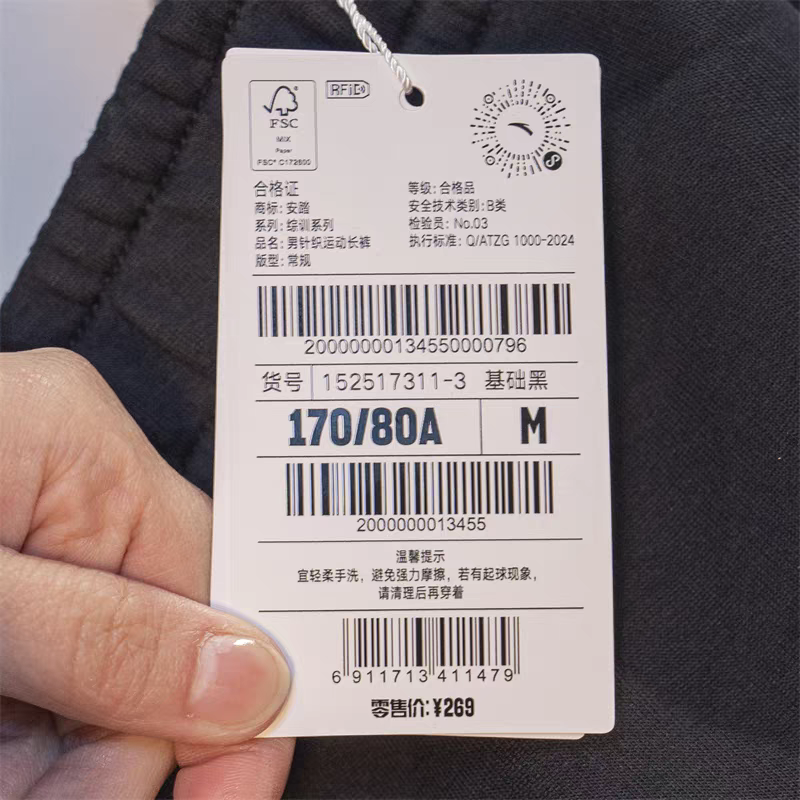 RFID
FSC
MIX
Paper
FSC® C172600
合格证
商标: 安踏
系列: 综训系列
品名: 男针织运动长裤
版型: 常规
等级: 合格品
安全技术类别: B类
检验员: No.03
执行标准: Q/ATZG 1000-2024
20000000134550000796
货号 152517311-3 基础黑
170/80A M
2000000013455
温馨提示
宜轻柔手洗，避免强力摩擦，若有起球现象，
请清理后再穿着
6 911713 411479
零售价:¥269